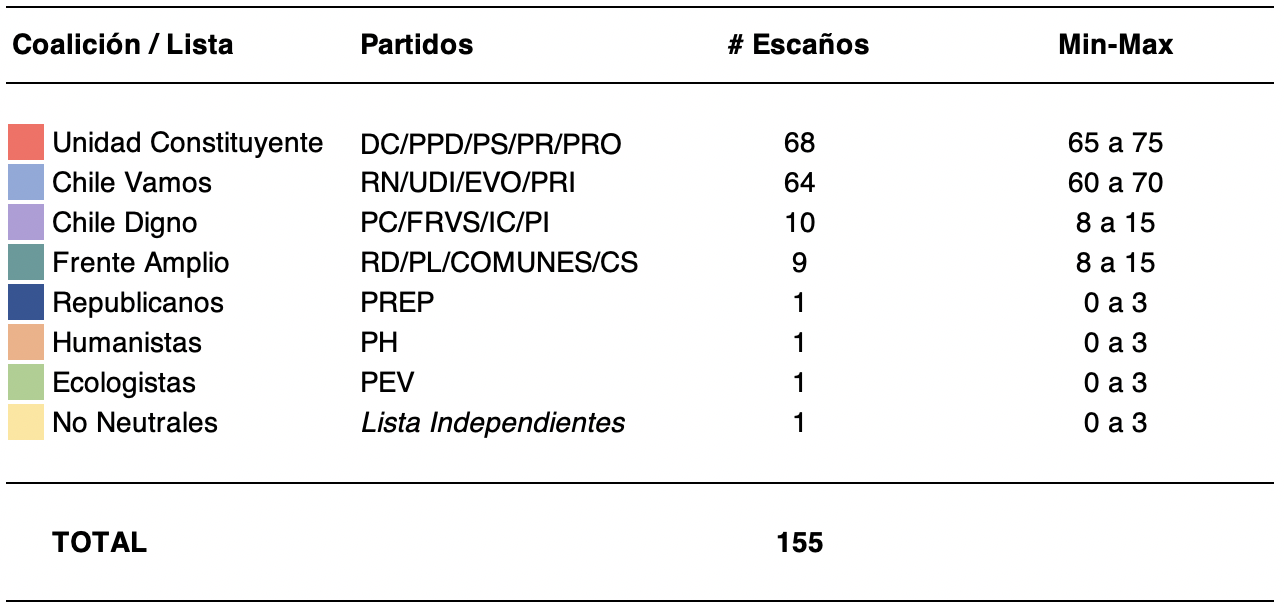 Coalición / Lista Partidos # Escaños Min-Max
Unidad Constituyente DC/PPD/PS/PR/PRO 68 65 a 75
Chile Vamos RN/UDI/EVO/PRI 64 60 a 70
Chile Digno PC/FRVS/IC/PI 10 8 a 15
Frente Amplio RD/PL/COMUNES/CS 9 8 a 15
Republicanos PREP 1 0 a 3
Humanistas PH 1 0 a 3
Ecologistas PEV 1 0 a 3
No Neutrales Lista Independientes 1 0 a 3
TOTAL 155